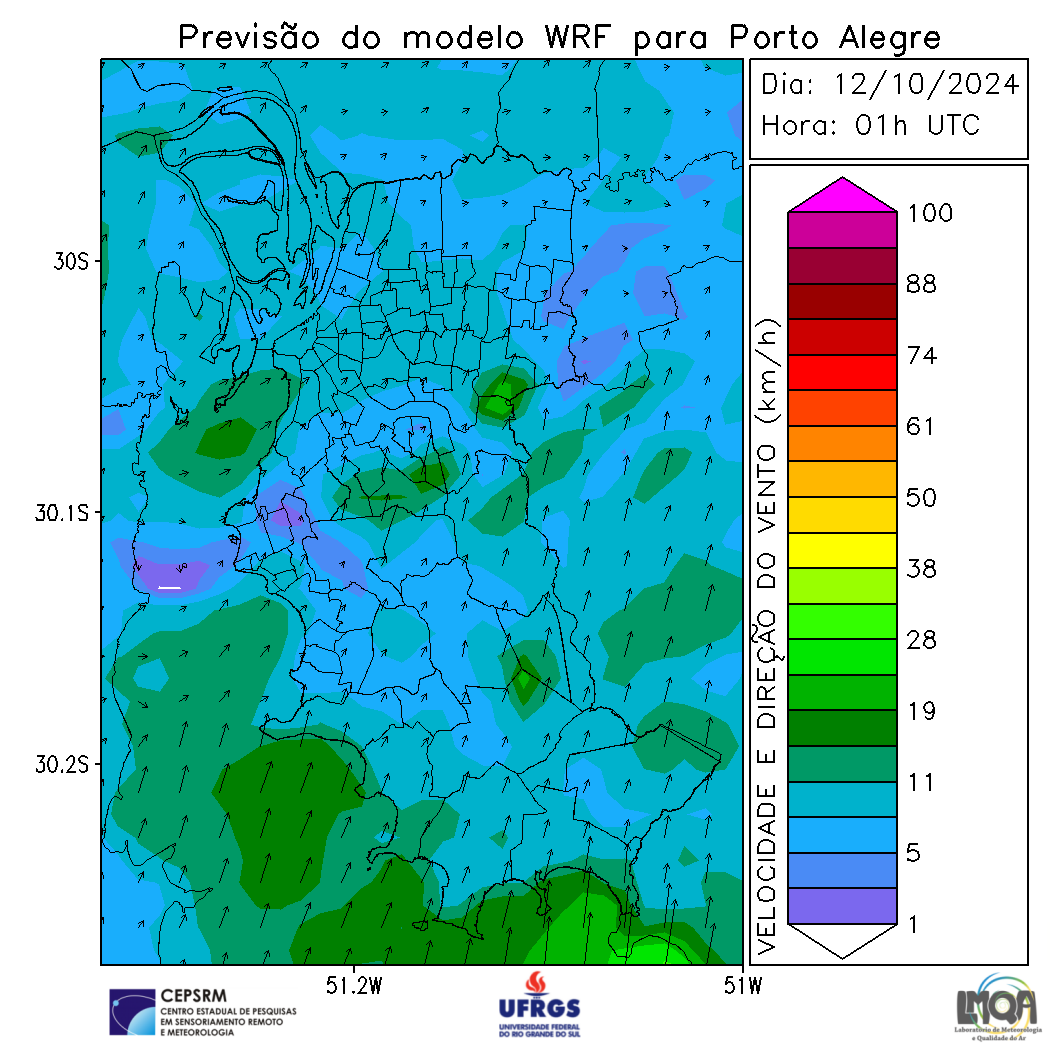 Previsão do modelo WRF para Porto Alegre
Dia: 12/10/2024
Hora: 01h UTC
30S
30.1S
30.2S
51.2W
51W
VELOCIDADE E DIREÇÃO DO VENTO (km/h)
100
88
74
61
50
38
28
19
11
5
1
CEPSRM
CENTRO ESTADUAL DE PESQUISAS
EM SENSORIAMENTO REMOTO
E METEOROLOGIA
UFRGS
UNIVERSIDADE FEDERAL
DO RIO GRANDE DO SUL
LMQA
Laboratório de Meteorologia
e Qualidade do Ar